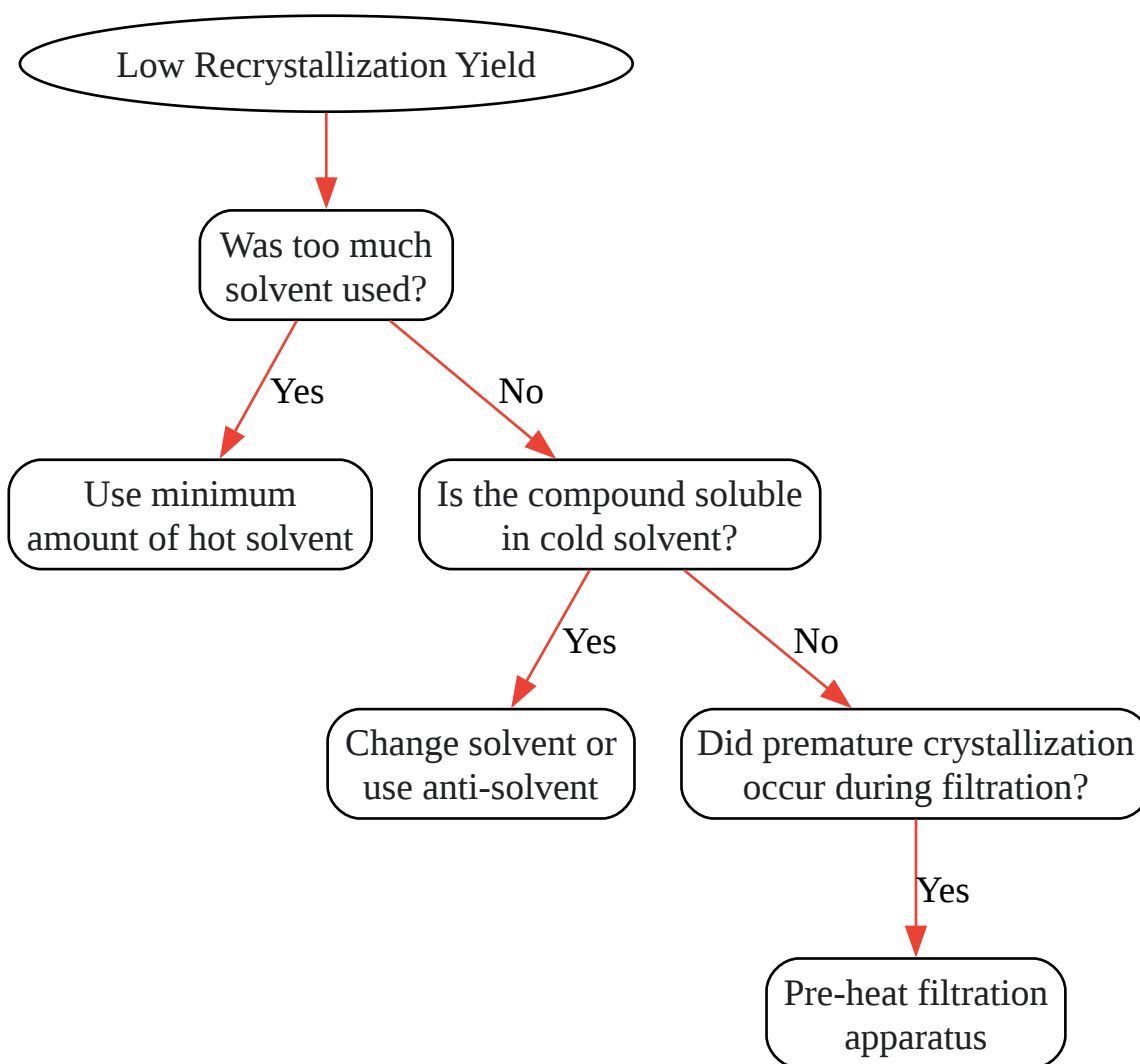 Low Recrystallization Yield
Was too much
solvent used?
Yes
No
Use minimum
amount of hot solvent
Is the compound soluble
in cold solvent?
Yes
No
Change solvent or
use anti-solvent
Did premature crystallization
occur during filtration?
Yes
Pre-heat filtration
apparatus